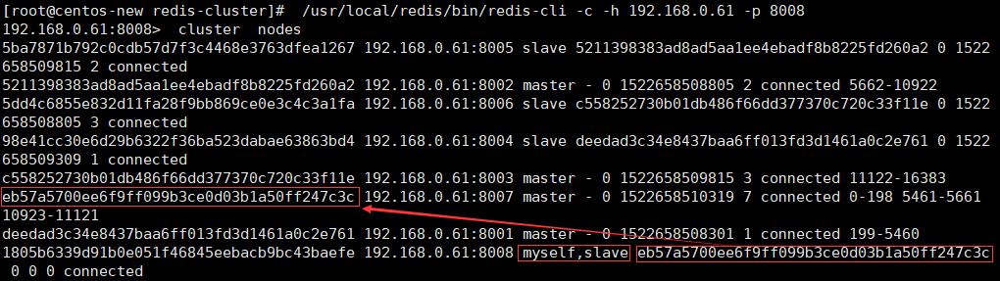 [root@centos-new redis-cluster]#  /usr/local/redis/bin/redis-cli -c -h 192.168.0.61 -p 8008
192.168.0.61:8008>  cluster  nodes
5ba7871b792c0cdb57d7f3c4468e3763dfea1267 192.168.0.61:8005 slave 5211398383ad8ad5aa1ee4ebadf8b8225fd260a2 0 1522
658509815 2 connected
5211398383ad8ad5aa1ee4ebadf8b8225fd260a2 192.168.0.61:8002 master - 0 1522658508805 2 connected 5662-10922
5dd4c6855e832d11fa28f9bb869ce0e3c4c3a1fa 192.168.0.61:8006 slave c558252730b01db486f66dd377370c720c33f11e 0 1522
658508805 3 connected
98e41cc30e6d29b6322f36ba523dabae63863bd4 192.168.0.61:8004 slave deedad3c34e8437baa6ff013fd3d1461a0c2e761 0 1522
658509309 1 connected
c558252730b01db486f66dd377370c720c33f11e 192.168.0.61:8003 master - 0 1522658509815 3 connected 11122-16383
eb57a5700ee6f9ff099b3ce0d03b1a50ff247c3c 192.168.0.61:8007 master - 0 1522658510319 7 connected 0-198 5461-5661
10923-11121
deedad3c34e8437baa6ff013fd3d1461a0c2e761 192.168.0.61:8001 master - 0 1522658508301 1 connected 199-5460
1805b6339d91b0e051f46845eebacb9bc43baefe 192.168.0.61:8008 myself,slave eb57a5700ee6f9ff099b3ce0d03b1a50ff247c3c
 0 0 0 connected